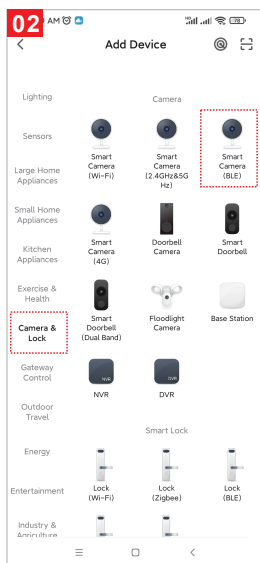 02
AM
70
Add Device
Lighting
Sensors
Large Home
Appliances
Small Home
Appliances
Kitchen
Appliances
Exercise &
Health
Camera &
Lock
Gateway
Control
Outdoor
Travel
Energy
Entertainment
Industry &
Agriculture
Camera
Smart
Camera
(Wi-Fi)
Smart
Camera
(2.4GHz&5G
Hz)
Smart
Camera
(BLE)
Smart
Camera
(4G)
Doorbell
Camera
Smart
Doorbell
Smart
Doorbell
(Dual Band)
Floodlight
Camera
Base Station
NVR
NVR
DVR
DVR
Smart Lock
Lock
(Wi-Fi)
Lock
(Zigbee)
Lock
(BLE)